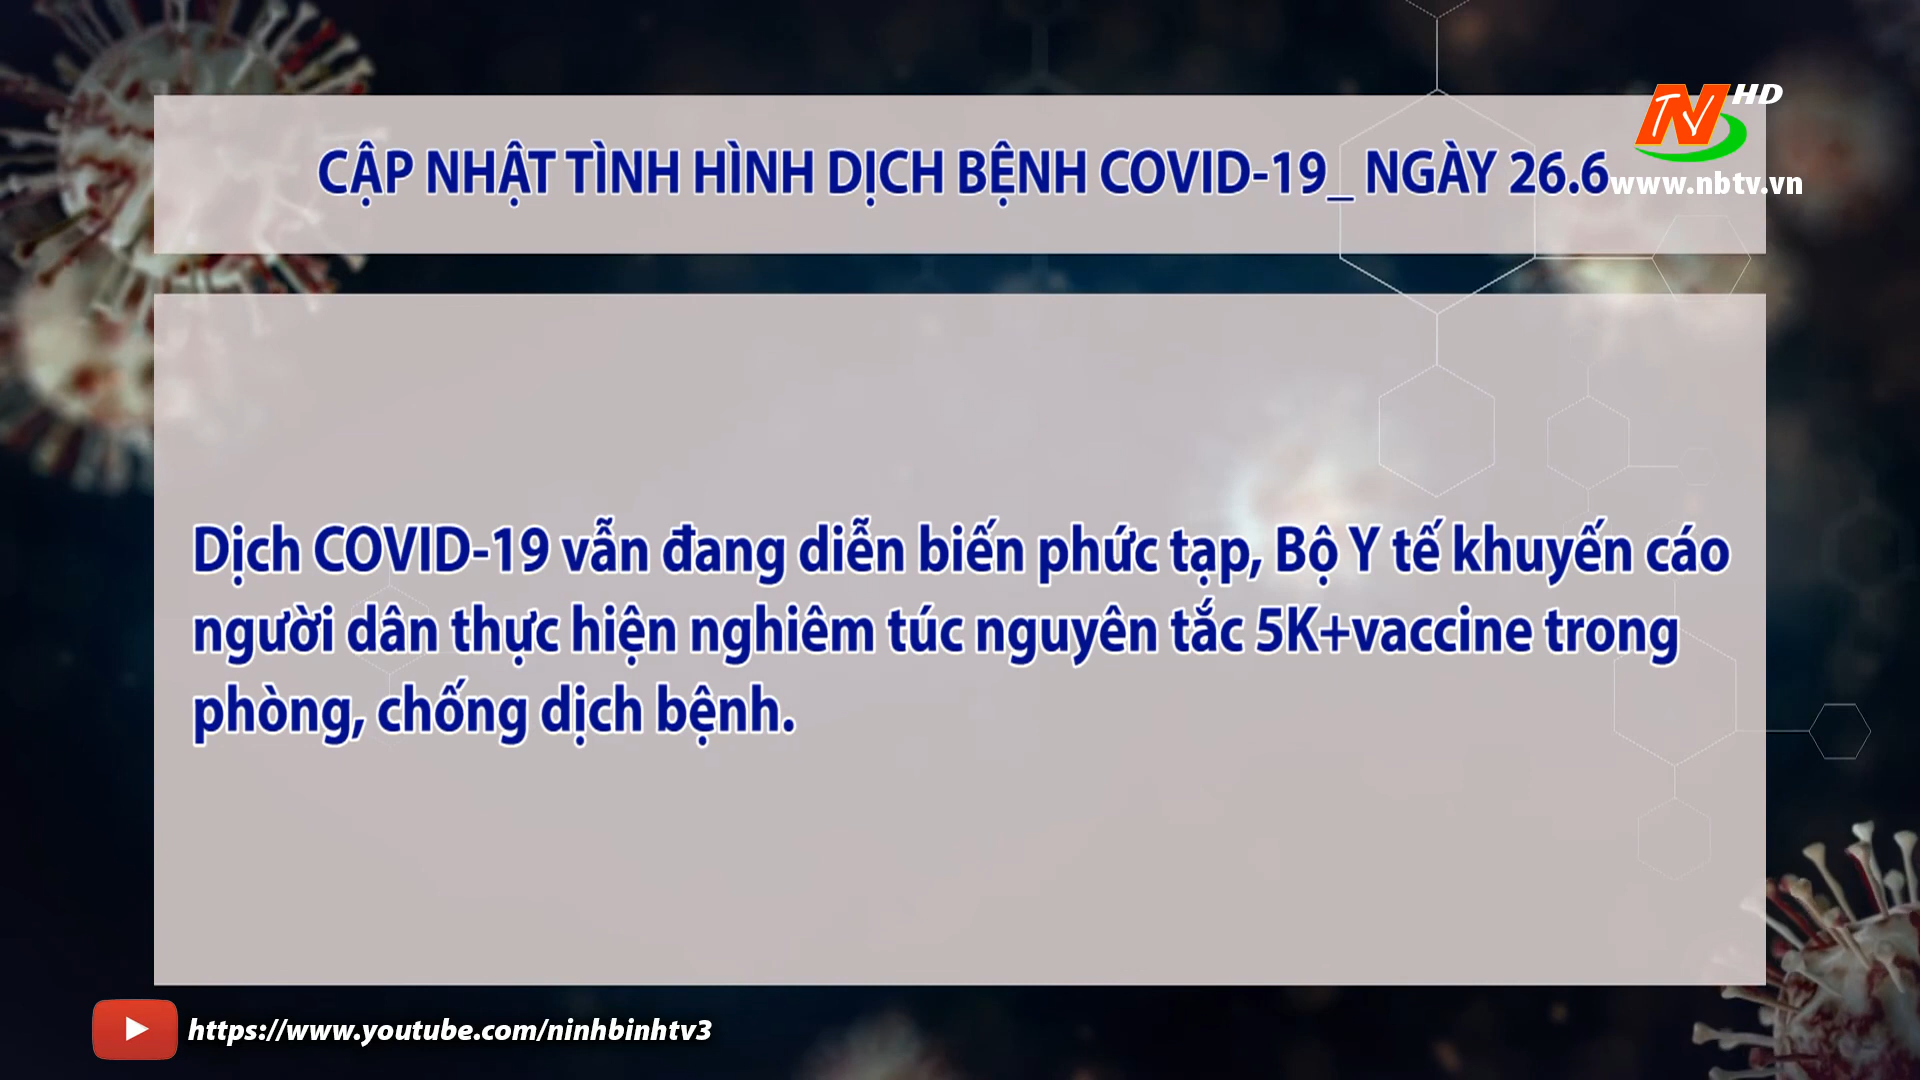 HD
NTV
www.nbtv.vn
CẬP NHẬT TÌNH HÌNH DỊCH BỆNH COVID-19_ NGÀY 26.6
Dịch COVID-19 vẫn đang diễn biến phức tạp, Bộ Y tế khuyến cáo
người dân thực hiện nghiêm túc nguyên tắc 5K+vaccine trong
phòng, chống dịch bệnh.
https://www.youtube.com/ninhbinhtv3